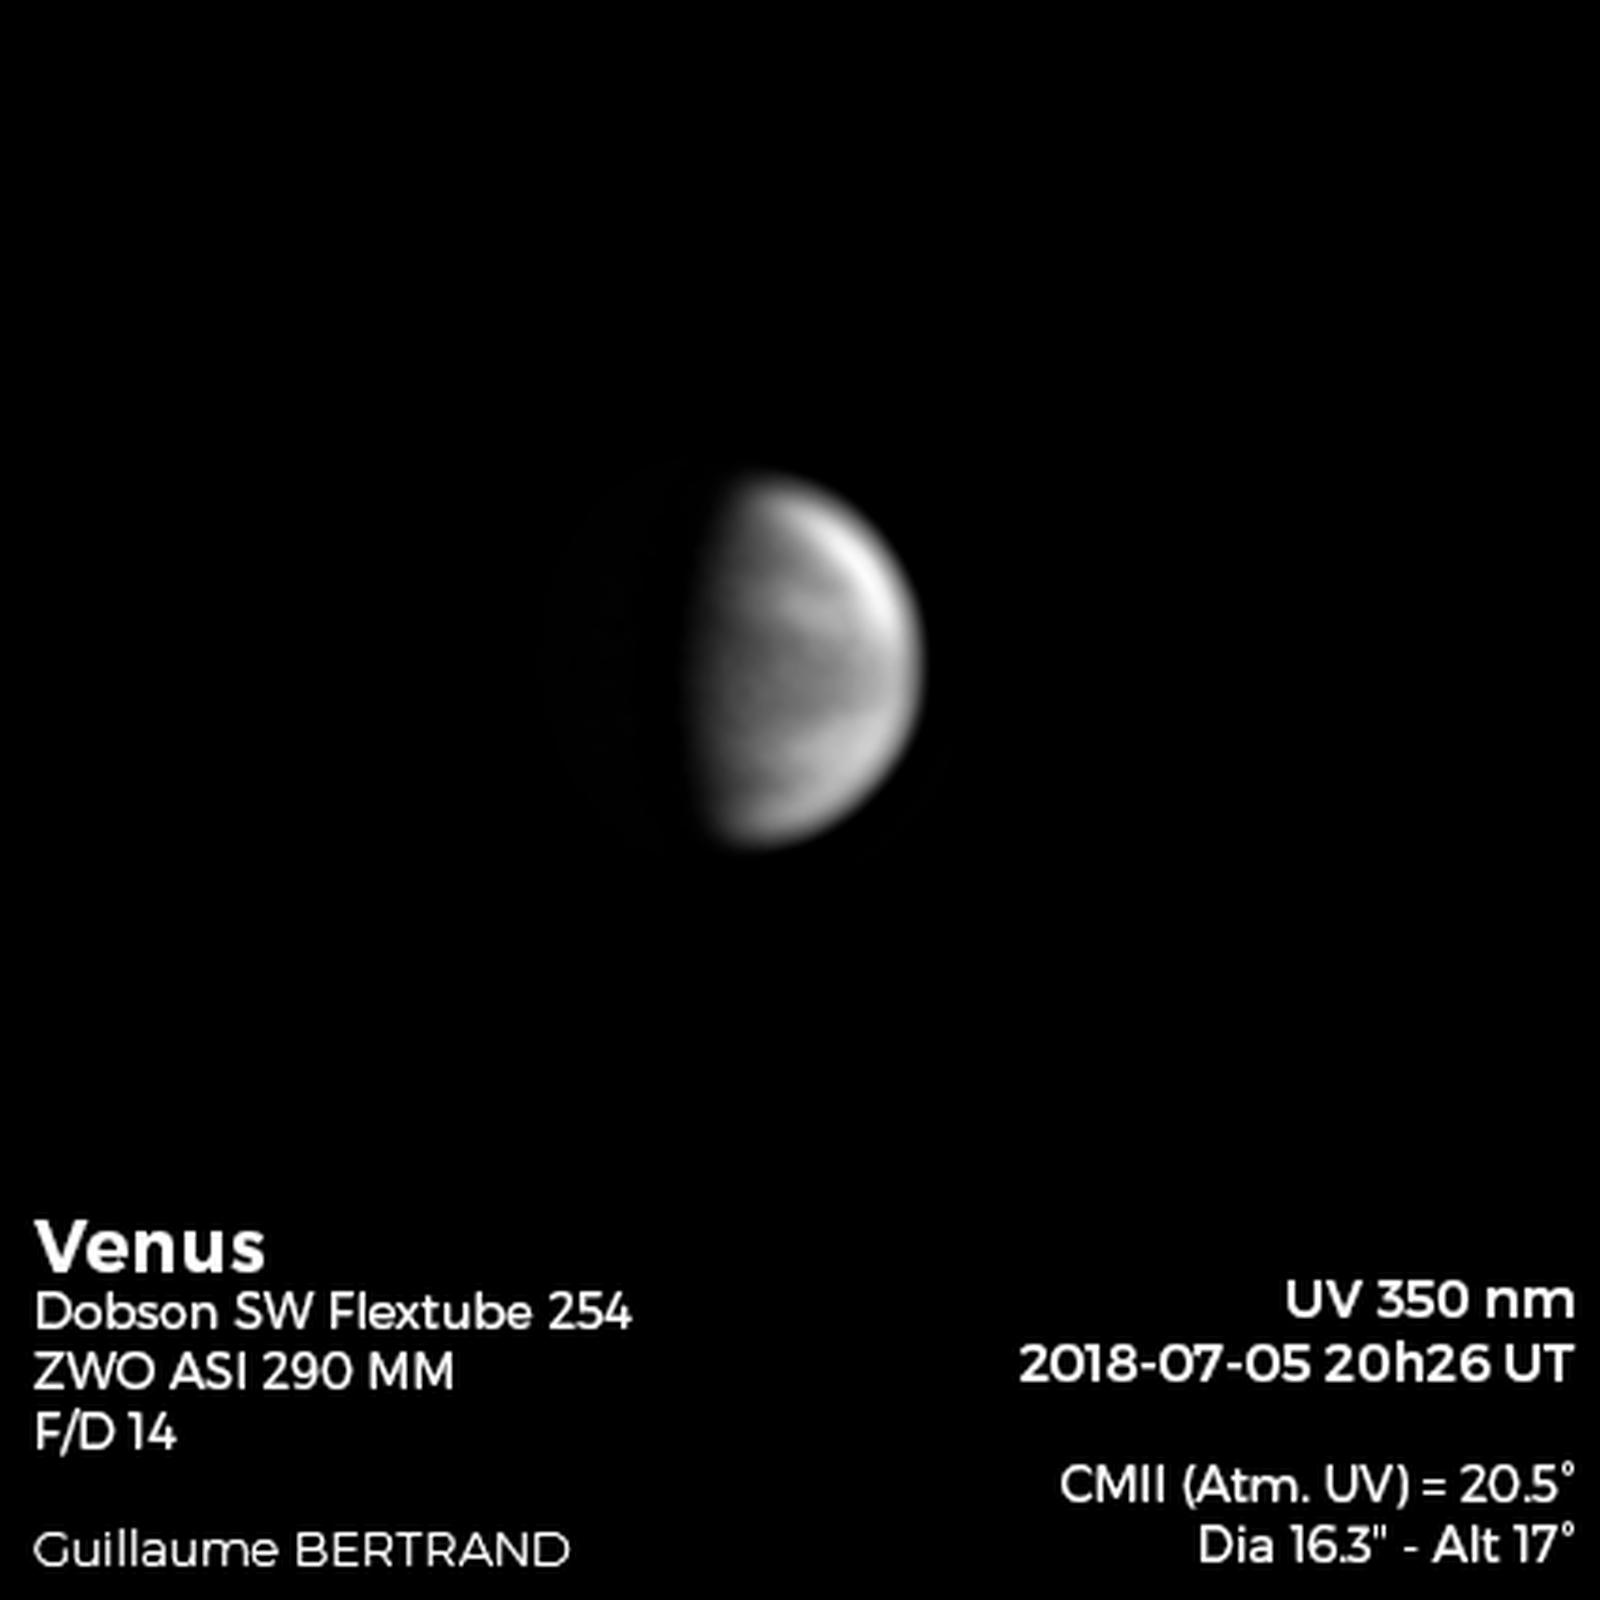 Venus
Dobson SW Flextube 254
ZWO ASI 290 MM
F/D 14
Guillaume BERTRAND
UV 350 nm
2018-07-05 20h26 UT
CMII (Atm. UV) = 20.5°
Dia 16.3" - Alt 17°